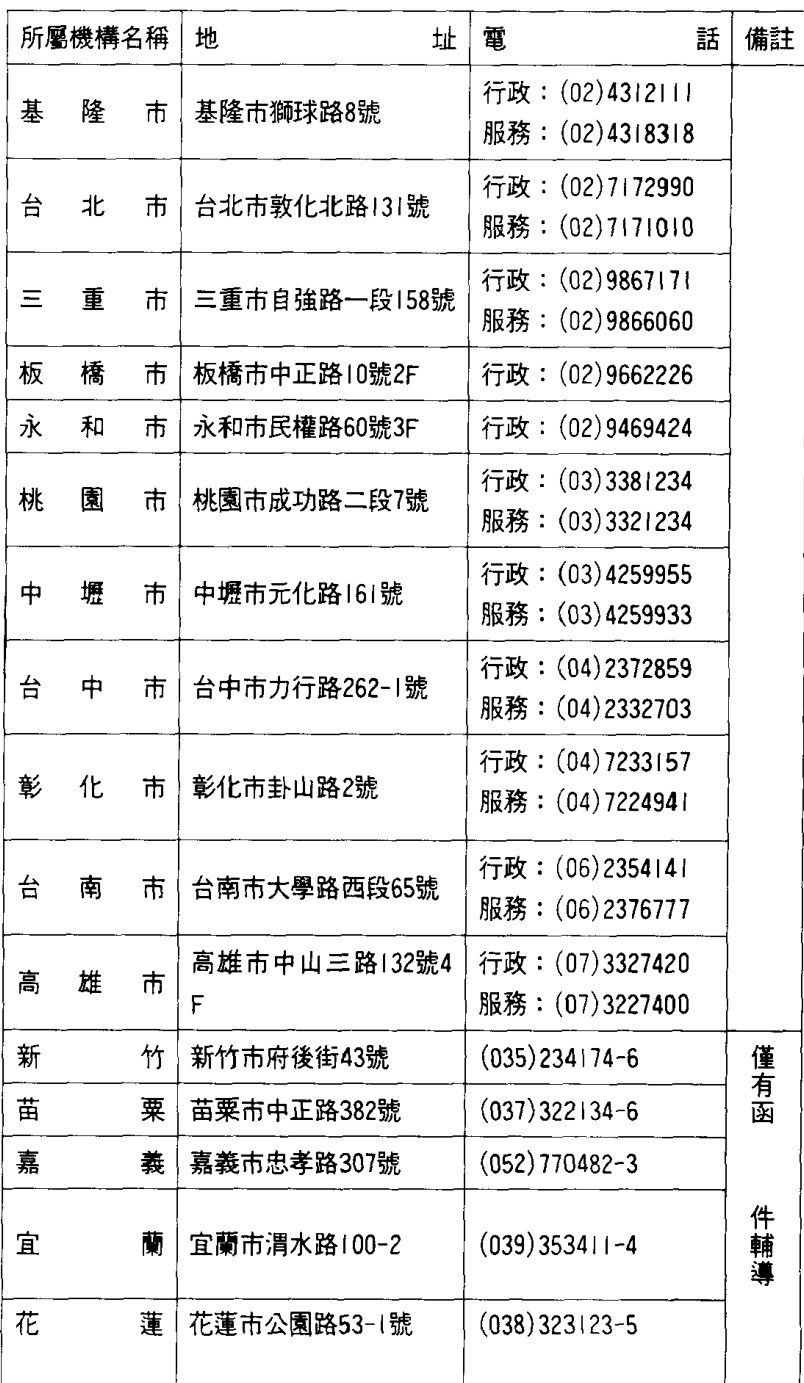 所屬機構名稱 地址 電話 備註
基隆市 基隆市獅球路8號 行政：(02)4312111
服務：(02)4318318
台北市 台北市敦化北路131號 行政：(02)7172990
服務：(02)7171010
三重市 三重市自強路一段158號 行政：(02)9867171
服務：(02)9866060
板橋市 板橋市中正路10號2F 行政：(02)9662226
永和市 永和市民權路60號3F 行政：(02)9469424
桃園市 桃園市成功路二段7號 行政：(03)3381234
服務：(03)3321234
中壢市 中壢市元化路161號 行政：(03)4259955
服務：(03)4259933
台中市 台中市力行路262-1號 行政：(04)2372859
服務：(04)2332703
彰化市 彰化市卦山路2號 行政：(04)7233157
服務：(04)7224941
台南市 台南市大學路西段65號 行政：(06)2354141
服務：(06)2376777
高雄市 高雄市中山三路132號4
F
行政：(07)3327420
服務：(07)3227400
新竹 新竹市府後街43號 (035)234174-6
苗粟 苗粟市中正路382號 (037)322134-6
嘉義 嘉義市忠孝路307號 (052)770482-3
宜蘭 宜蘭市渭水路100-2 (039)353411-4
花蓮 花蓮市公園路53-1號 (038)323123-5
僅有函件輔導